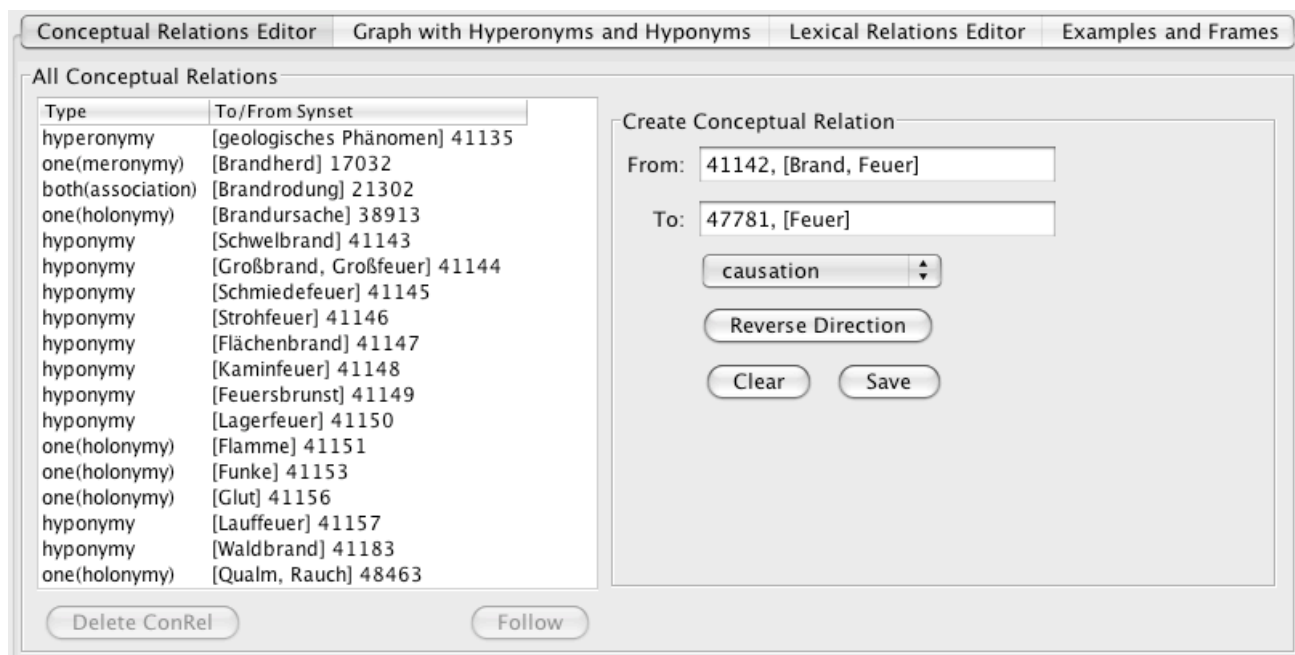 Conceptual Relations Editor Graph with Hyperonyms and Hyponyms Lexical Relations Editor Examples and Frames
All Conceptual Relations
Type To/From Synset
hyperonymy [geologisches Phänomen] 41135
one(meronymy) [Brandherd] 17032
both(association) [Brandrodung] 21302
one(holonymy) [Brandursache] 38913
hyponymy [Schwelbrand] 41143
hyponymy [Großbrand, Großfeuer] 41144
hyponymy [Schmiedefeuer] 41145
hyponymy [Strohfeuer] 41146
hyponymy [Flächenbrand] 41147
hyponymy [Kaminfeuer] 41148
hyponymy [Feuersbrunst] 41149
hyponymy [Lagerfeuer] 41150
one(holonymy) [Flamme] 41151
one(holonymy) [Funke] 41153
one(holonymy) [Glut] 41156
hyponymy [Lauffeuer] 41157
hyponymy [Waldbrand] 41183
one(holonymy) [Qualm, Rauch] 48463
Delete ConRel Follow
Create Conceptual Relation
From: 41142, [Brand, Feuer]
To: 47781, [Feuer]
causation
Reverse Direction
Clear Save